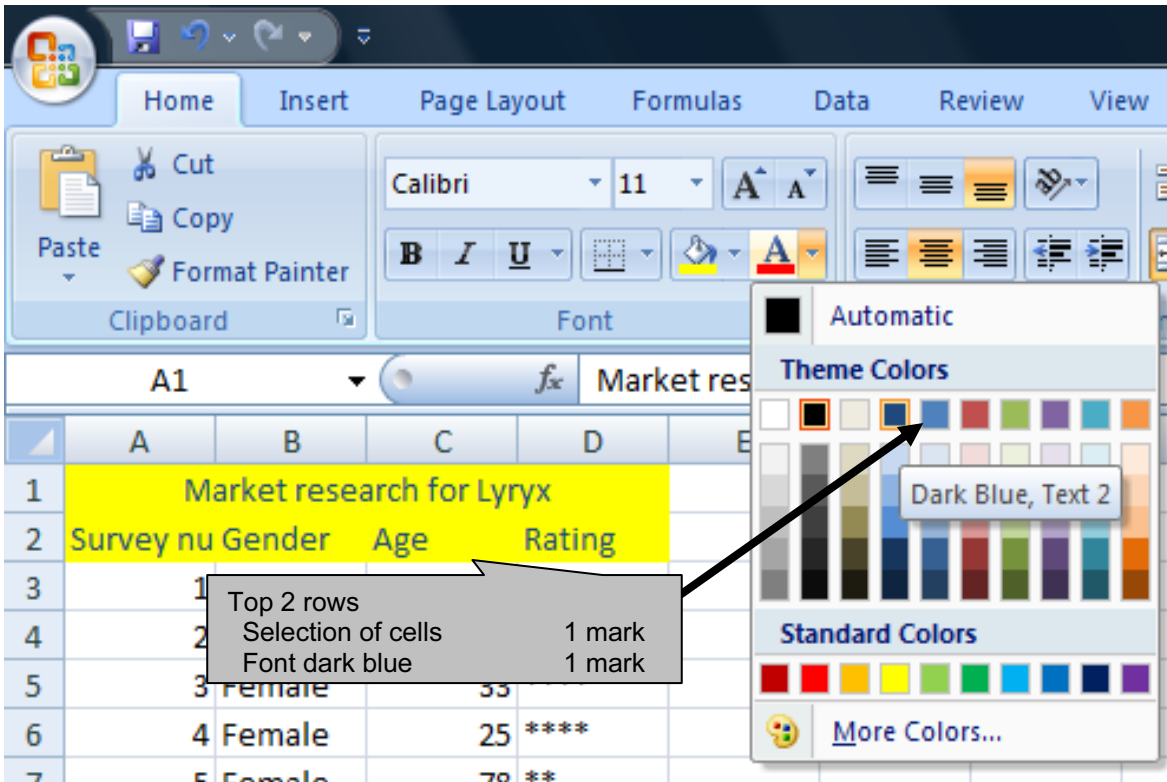 Home Insert Page Layout Formulas Data Review View
Cut
Copy
Paste
Format Painter
Clipboard
Calibri 11 A A
B I U A
Font
Automatic
Theme Colors
Dark Blue, Text 2
Standard Colors
More Colors...
A1 fx Market res
A B C D E
1 Market research for Lyryx
2 Survey nu Gender Age Rating
3 1
4 2
5 3 Female 33 ****
6 4 Female 25 ****
7 5 Female 78 **
Top 2 rows
Selection of cells 1 mark
Font dark blue 1 mark